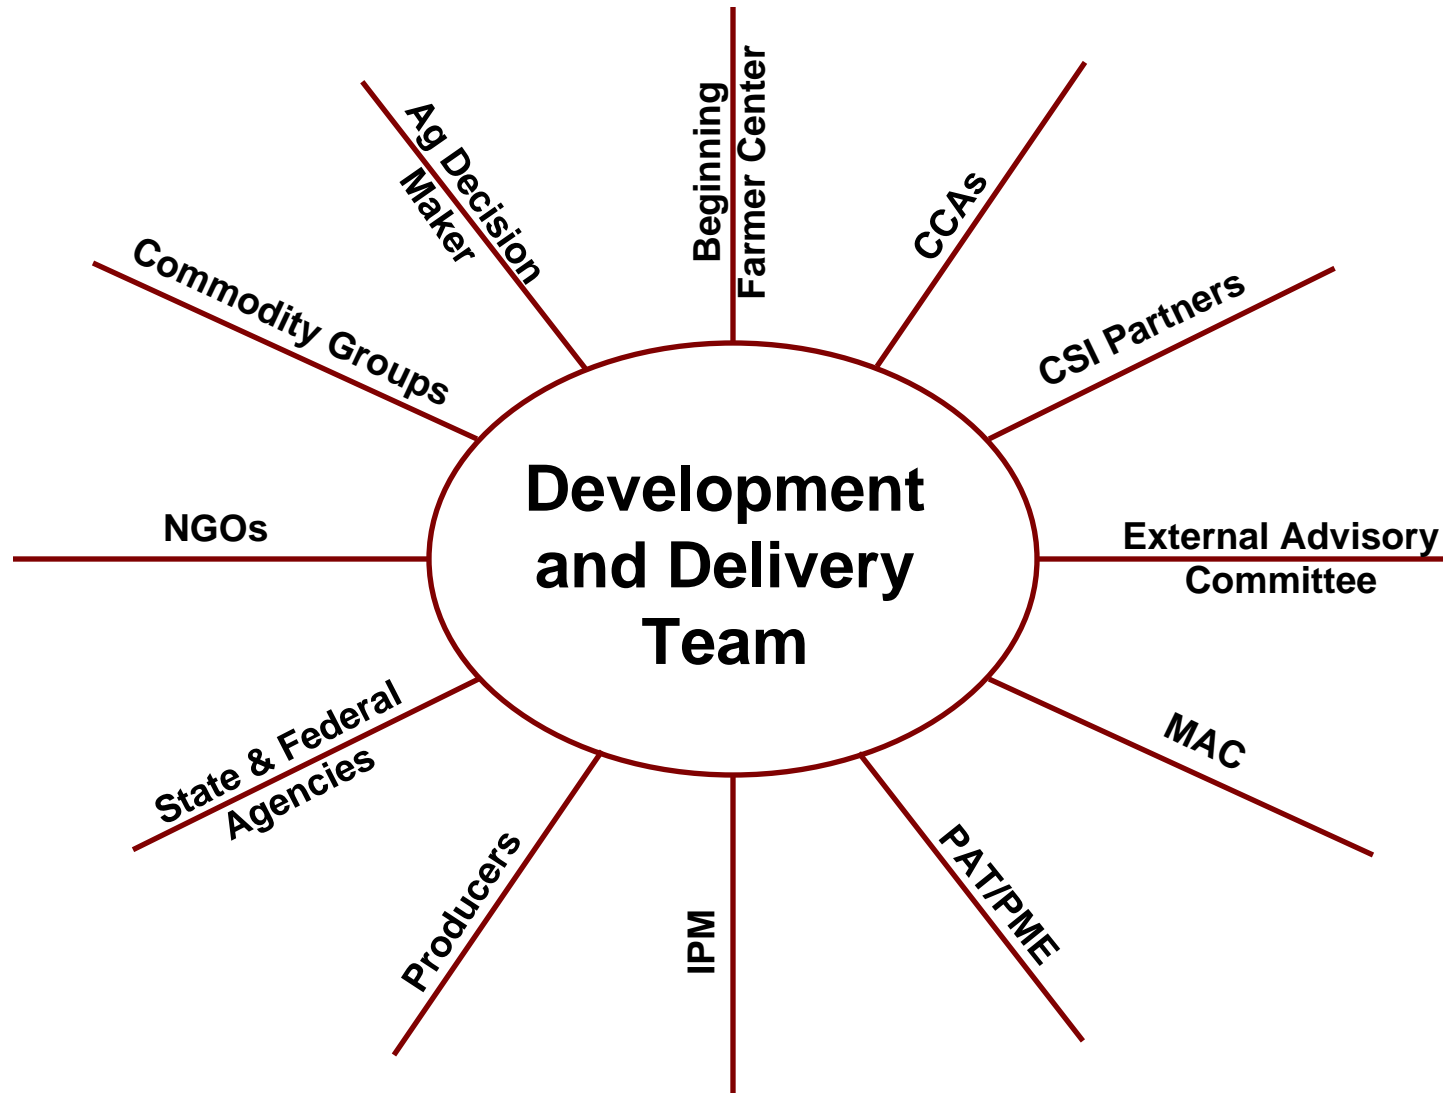 Beginning
Farmer Center
CCAs
CSI Partners
External Advisory
Committee
MAC
PAT/PME
IPM
Producers
State & Federal
Agencies
NGOs
Commodity Groups
Ag Decision
Maker
Development
and Delivery
Team